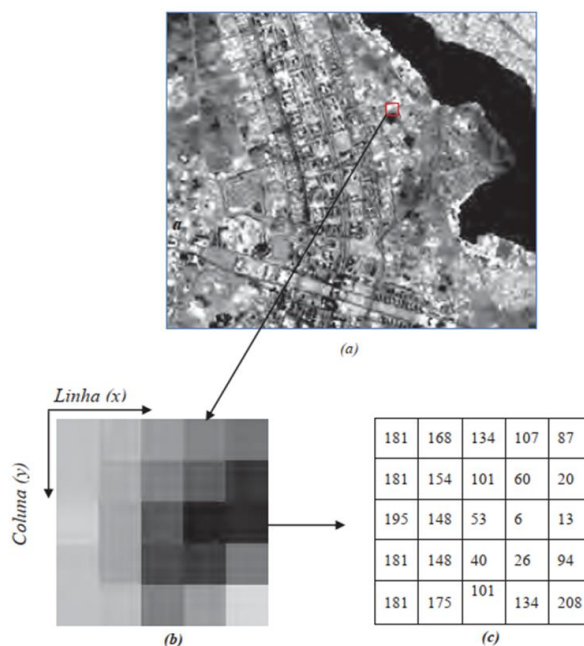 a
(a)
Linha (x)
Coluna (y)
(b)
181 168 134 107 87
181 154 101 60 20
195 148 53 6 13
181 148 40 26 94
181 175 101 134 208
(c)